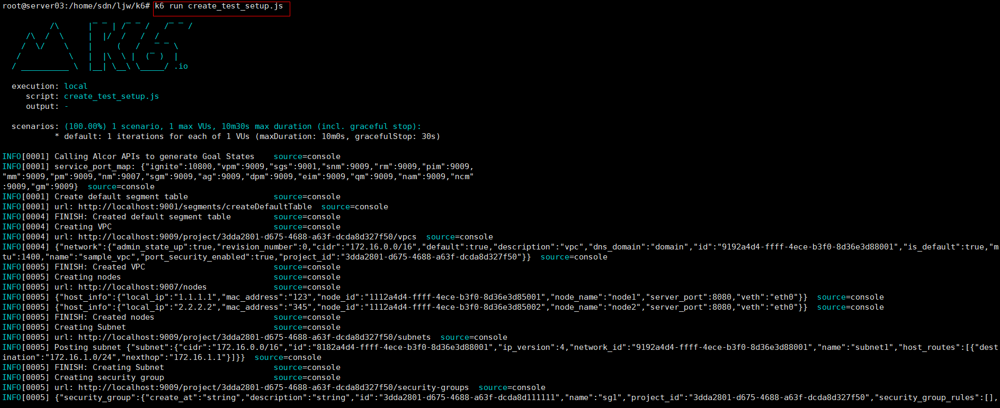 root@server03:/home/sdn/ljw/k6# k6 run create_test_setup.js
          /\      |‾‾| /‾‾/   /‾‾/
     /\  /  \     |  |/  /   /  /
    /  \/    \    |     (   /   ‾‾\
   /          \   |  |\  \ |  (‾)  |
  / __________ \  |__| \__\ \_____/ .io
  execution: local
     script: create_test_setup.js
     output: -
  scenarios: (100.00%) 1 scenario, 1 max VUs, 10m30s max duration (incl. graceful stop):
           * default: 1 iterations for each of 1 VUs (maxDuration: 10m0s, gracefulStop: 30s)
INFO[0001] Calling Alcor APIs to generate Goal States    source=console
INFO[0001] service_port_map: {"ignite":10800,"vpm":9009,"sgs":9001,"snm":9009,"rm":9009,"pim":9009,
"mm":9009,"pm":9009,"nm":9007,"sgm":9009,"ag":9009,"dpm":9009,"eim":9009,"qm":9009,"nam":9009,"ncm"
:9009,"gm":9009}  source=console
INFO[0001] Create default segment table                  source=console
INFO[0001] url: http://localhost:9001/segments/createDefaultTable  source=console
INFO[0004] FINISH: Created default segment table         source=console
INFO[0004] Creating VPC                                  source=console
INFO[0004] url: http://localhost:9009/project/3dda2801-d675-4688-a63f-dcda8d327f50/vpcs  source=console
INFO[0004] {"network":{"admin_state_up":true,"revision_number":0,"cidr":"172.16.0.0/16","default":true,"description":"vpc","dns_domain":"domain","id":"9192a4d4-ffff-4ece-b3f0-8d36e3d88001","is_default":true,"m
tu":1400,"name":"sample_vpc","port_security_enabled":true,"project_id":"3dda2801-d675-4688-a63f-dcda8d327f50"}}  source=console
INFO[0005] FINISH: Created VPC                           source=console
INFO[0005] Creating nodes                                source=console
INFO[0005] url: http://localhost:9007/nodes              source=console
INFO[0005] {"host_info":{"local_ip":"1.1.1.1","mac_address":"123","node_id":"1112a4d4-ffff-4ece-b3f0-8d36e3d85001","node_name":"node1","server_port":8080,"veth":"eth0"}}  source=console
INFO[0005] {"host_info":{"local_ip":"2.2.2.2","mac_address":"345","node_id":"1112a4d4-ffff-4ece-b3f0-8d36e3d85002","node_name":"node2","server_port":8080,"veth":"eth0"}}  source=console
INFO[0005] FINISH: Created nodes                         source=console
INFO[0005] Creating Subnet                               source=console
INFO[0005] url: http://localhost:9009/project/3dda2801-d675-4688-a63f-dcda8d327f50/subnets  source=console
INFO[0005] Posting subnet {"subnet":{"cidr":"172.16.0.0/16","id":"8182a4d4-ffff-4ece-b3f0-8d36e3d88001","ip_version":4,"network_id":"9192a4d4-ffff-4ece-b3f0-8d36e3d88001","name":"subnet1","host_routes":[{"dest
ination":"172.16.1.0/24","nexthop":"172.16.1.1"}]}}  source=console
INFO[0005] FINISH: Creating Subnet                       source=console
INFO[0005] Creating security group                       source=console
INFO[0005] url: http://localhost:9009/project/3dda2801-d675-4688-a63f-dcda8d327f50/security-groups  source=console
INFO[0005] {"security_group":{"create_at":"string","description":"string","id":"3dda2801-d675-4688-a63f-dcda8d111111","name":"sg1","project_id":"3dda2801-d675-4688-a63f-dcda8d327f50","security_group_rules":[],